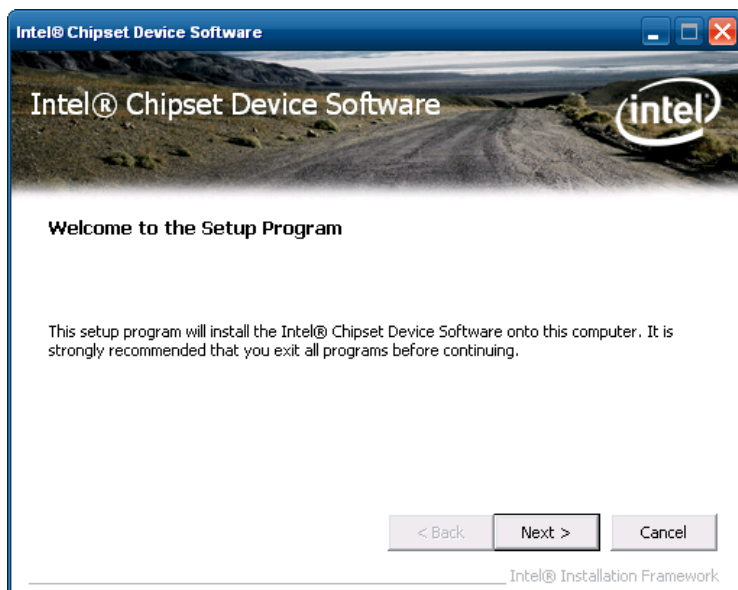 Intel® Chipset Device Software
Intel® Chipset Device Software
intel
Welcome to the Setup Program
This setup program will install the Intel® Chipset Device Software onto this computer. It is
strongly recommended that you exit all programs before continuing.
< Back Next > Cancel
Intel® Installation Framework